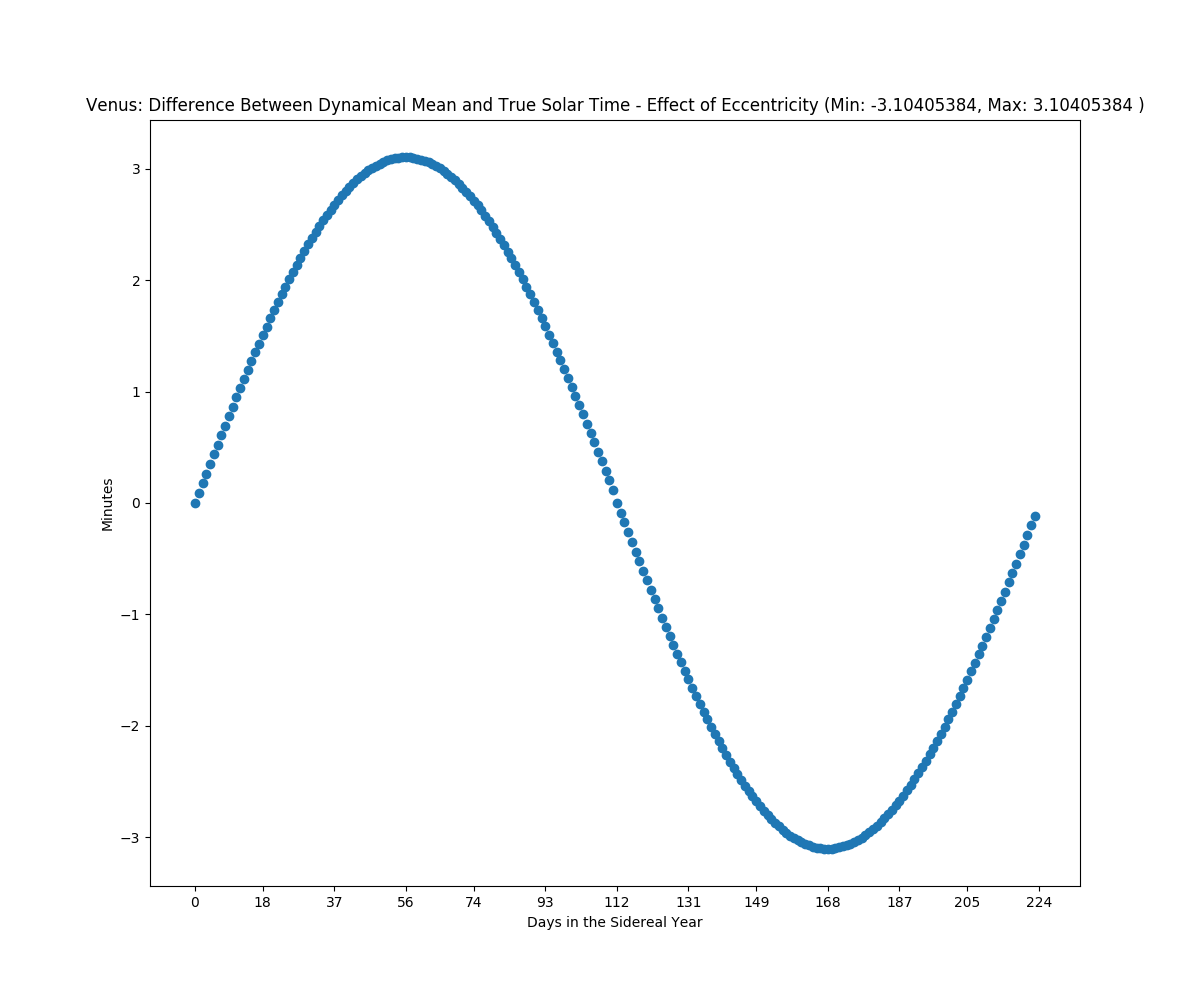 Venus: Difference Between Dynamical Mean and True Solar Time - Effect of Eccentricity (Min: -3.10405384, Max: 3.10405384 )
3
2
1
0
−1
−2
−3
Minutes
0 18 37 56 74 93 112 131 149 168 187 205 224
Days in the Sidereal Year